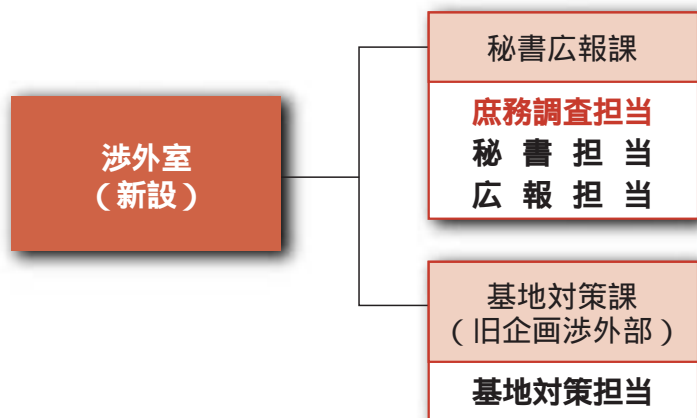 渉外室
（新設）
秘書広報課
庶務調査担当
秘書担当
広報担当
基地対策課
（旧企画渉外部）
基地対策担当